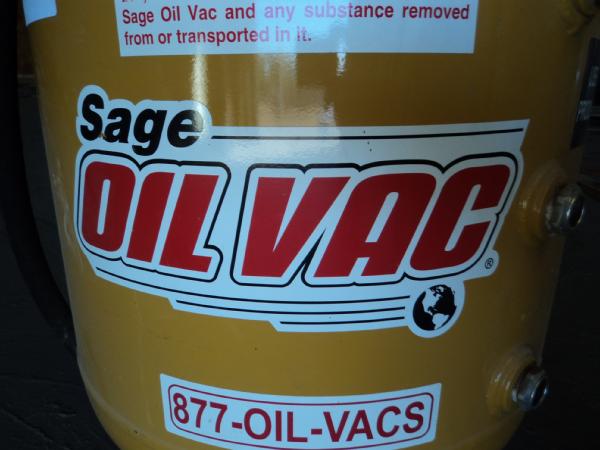 Sage Oil Vac and any substance removed
from or transported in it.
Sage
OIL VAC®
877-OIL-VACS